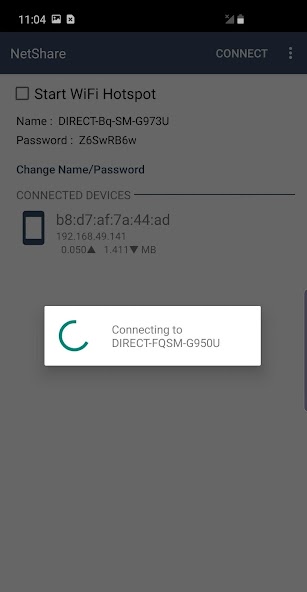 11:04
NetShare
CONNECT
Start WiFi Hotspot
Name : DIRECT-Bq-SM-G973U
Password : Z6SwRB6w
Change Name/Password
CONNECTED DEVICES
b8:d7:af:7a:44:ad
192.168.49.141
0.050▲ 1.411▼ MB
Connecting to
DIRECT-FQSM-G950U